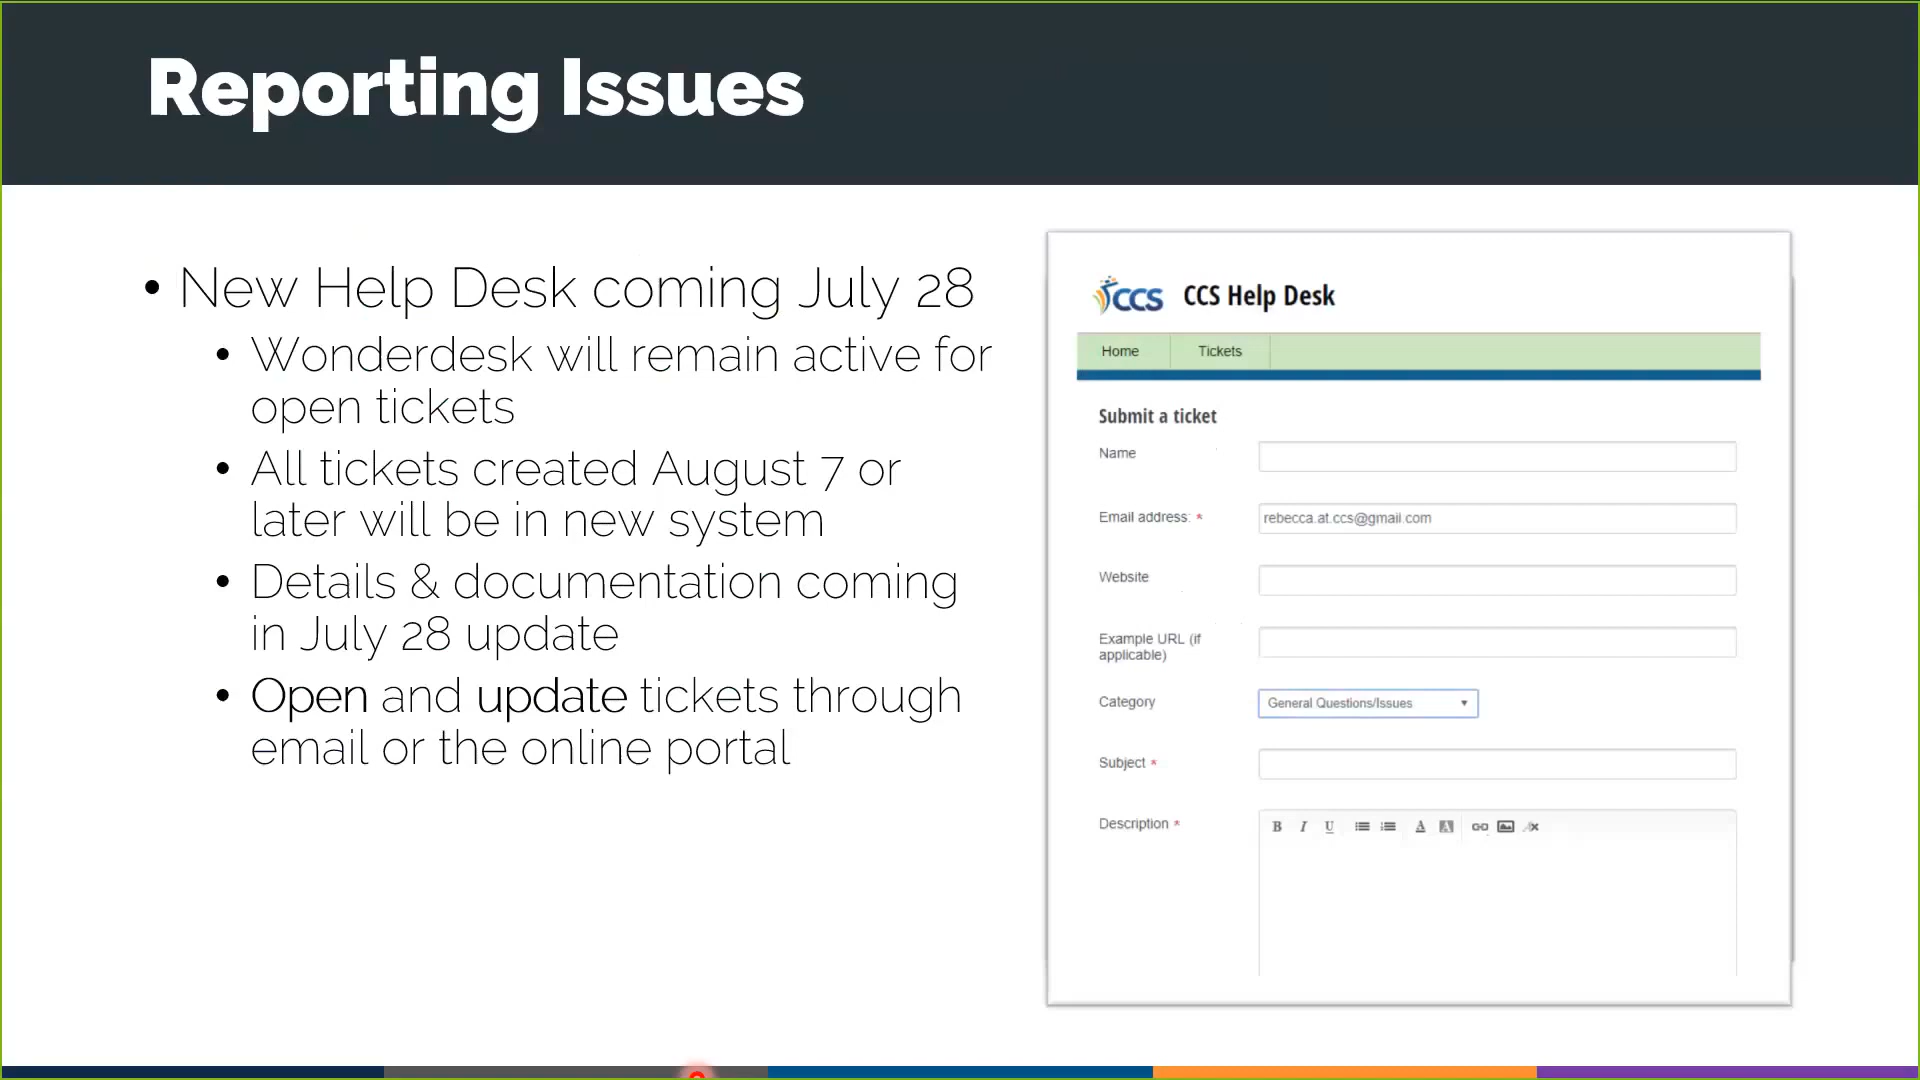 Reporting Issues
• New Help Desk coming July 28
• Wonderdesk will remain active for
open tickets
• All tickets created August 7 or
later will be in new system
• Details & documentation coming
in July 28 update
• Open and update tickets through
email or the online portal
CCS CCS Help Desk
Home Tickets
Submit a ticket
Name
Email address: * rebecca.at.ccs@gmail.com
Website
Example URL (if
applicable)
Category General Questions/Issues
Subject *
Description * B I U A A